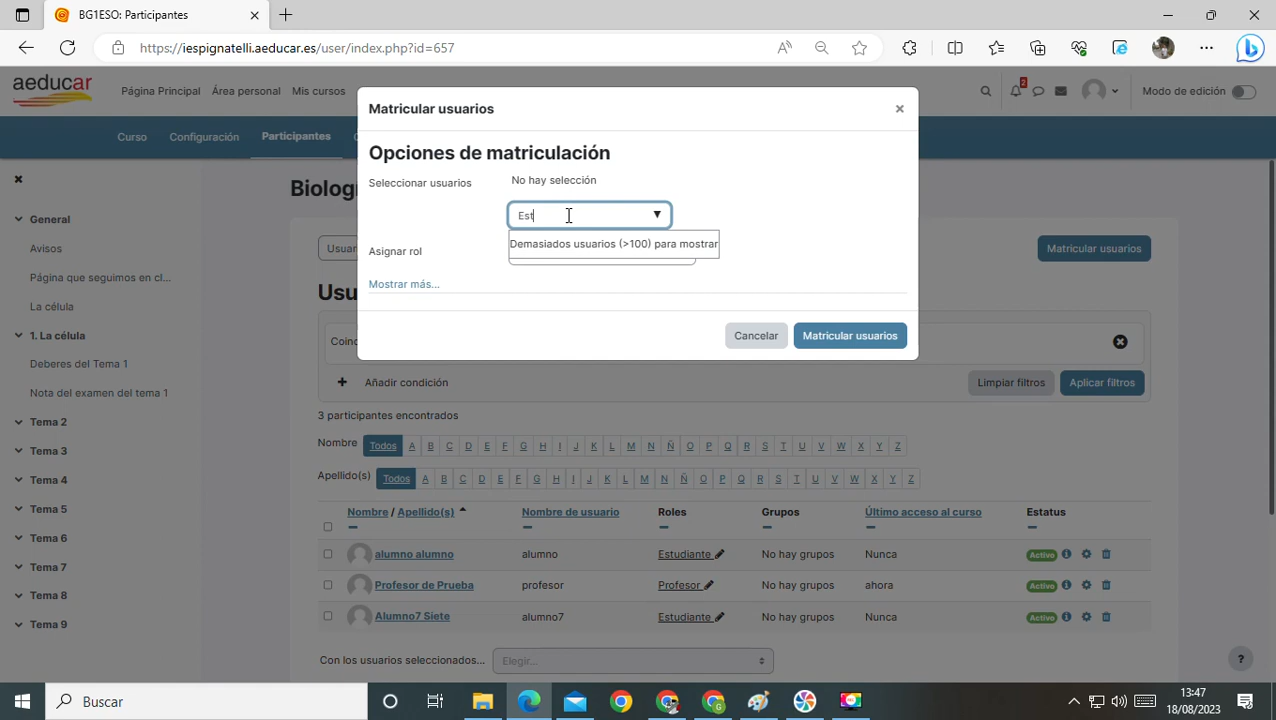 BG1ESO: Participantes
https://iespignatelli.aeducar.es/user/index.php?id=657
aeducar
Página Principal Área personal Mis cursos
2
Modo de edición
Curso Configuración Participantes
Matricular usuarios
Opciones de matriculación
Seleccionar usuarios
No hay selección
Est
Demasiados usuarios (>100) para mostrar
Asignar rol
Mostrar más...
Cancelar Matricular usuarios
General
Avisos
Página que seguimos en cl...
La célula
1. La célula
Deberes del Tema 1
Nota del examen del tema 1
Tema 2
Tema 3
Tema 4
Tema 5
Tema 6
Tema 7
Tema 8
Tema 9
Matricular usuarios
Añadir condición
Limpiar filtros Aplicar filtros
3 participantes encontrados
Nombre Todos A B C D E F G H I J K L M N Ñ O P Q R S T U V W X Y Z
Apellido(s) Todos A B C D E F G H I J K L M N Ñ O P Q R S T U V W X Y Z
Nombre / Apellido(s) Nombre de usuario Roles Grupos Último acceso al curso Estatus
alumno alumno alumno Estudiante No hay grupos Nunca Activo
Profesor de Prueba profesor Profesor No hay grupos ahora Activo
Alumno7 Siete alumno7 Estudiante No hay grupos Nunca Activo
Con los usuarios seleccionados... Elegir...
?
Buscar
13:47
18/08/2023